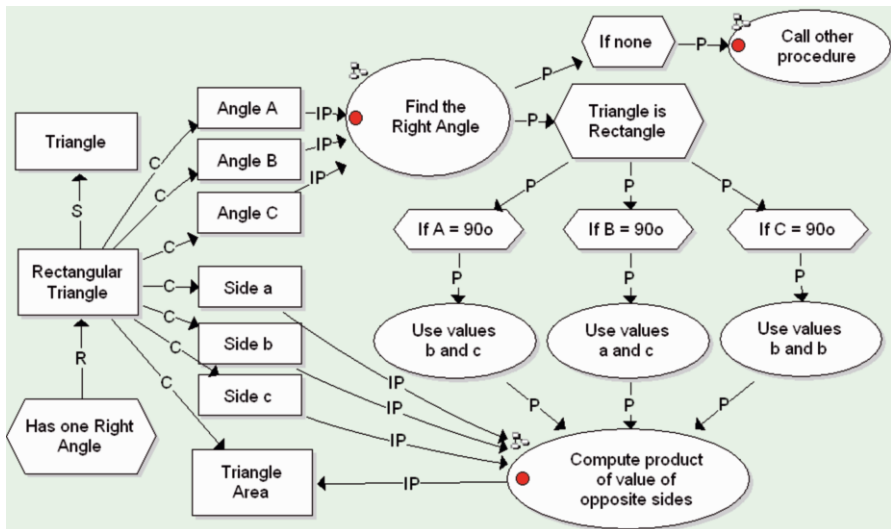 If none
P
Call other
procedure
P
Angle A
IP
Find the
Right Angle
P
Triangle is
Rectangle
Triangle
C
Angle B
IP
C
Angle C
IP
P
P
P
S
C
If A = 90o
If B = 90o
If C = 90o
Rectangular
Triangle
C
Side a
P
P
P
C
Side b
Use values
b and c
Use values
a and c
Use values
b and b
R
C
C
Side c
IP
P
P
P
IP
Has one Right
Angle
IP
Triangle
Area
IP
Compute product
of value of
opposite sides